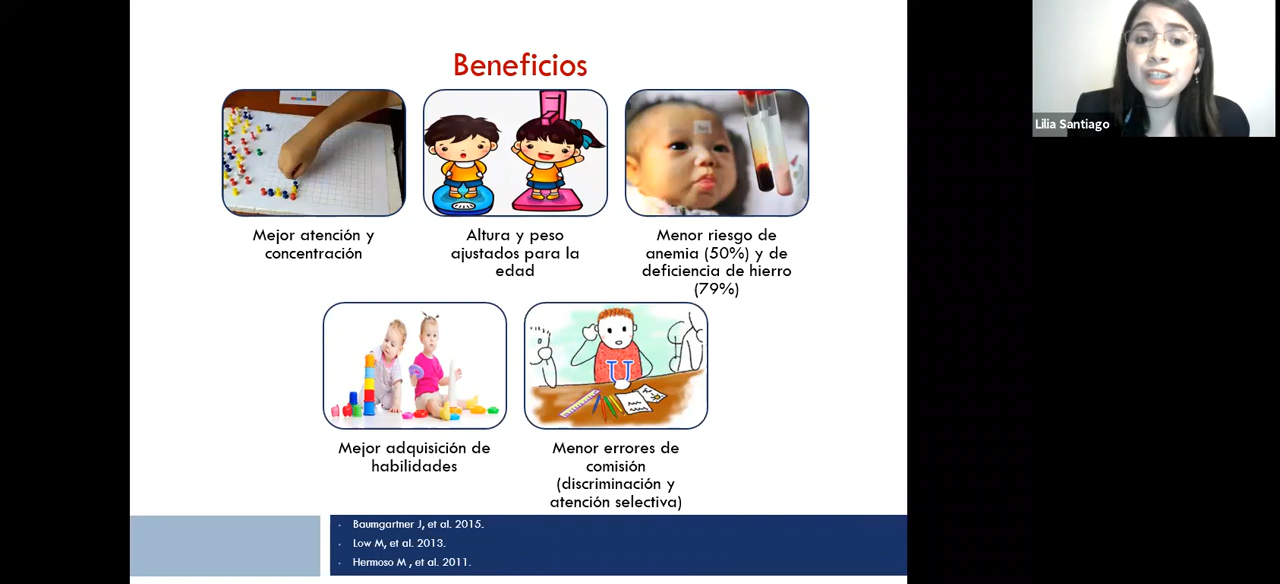 Beneficios
Lilia Santiago
Mejor atención y
concentración
Altura y peso
ajustados para la
edad
Menor riesgo de
anemia (50%) y de
deficiencia de hierro
(79%)
U
Mejor adquisición de
habilidades
Menor errores de
comisión
(discriminación y
atención selectiva)
- Baumgartner J, et al. 2015.
- Low M, et al. 2013.
- Hermoso M , et al. 2011.